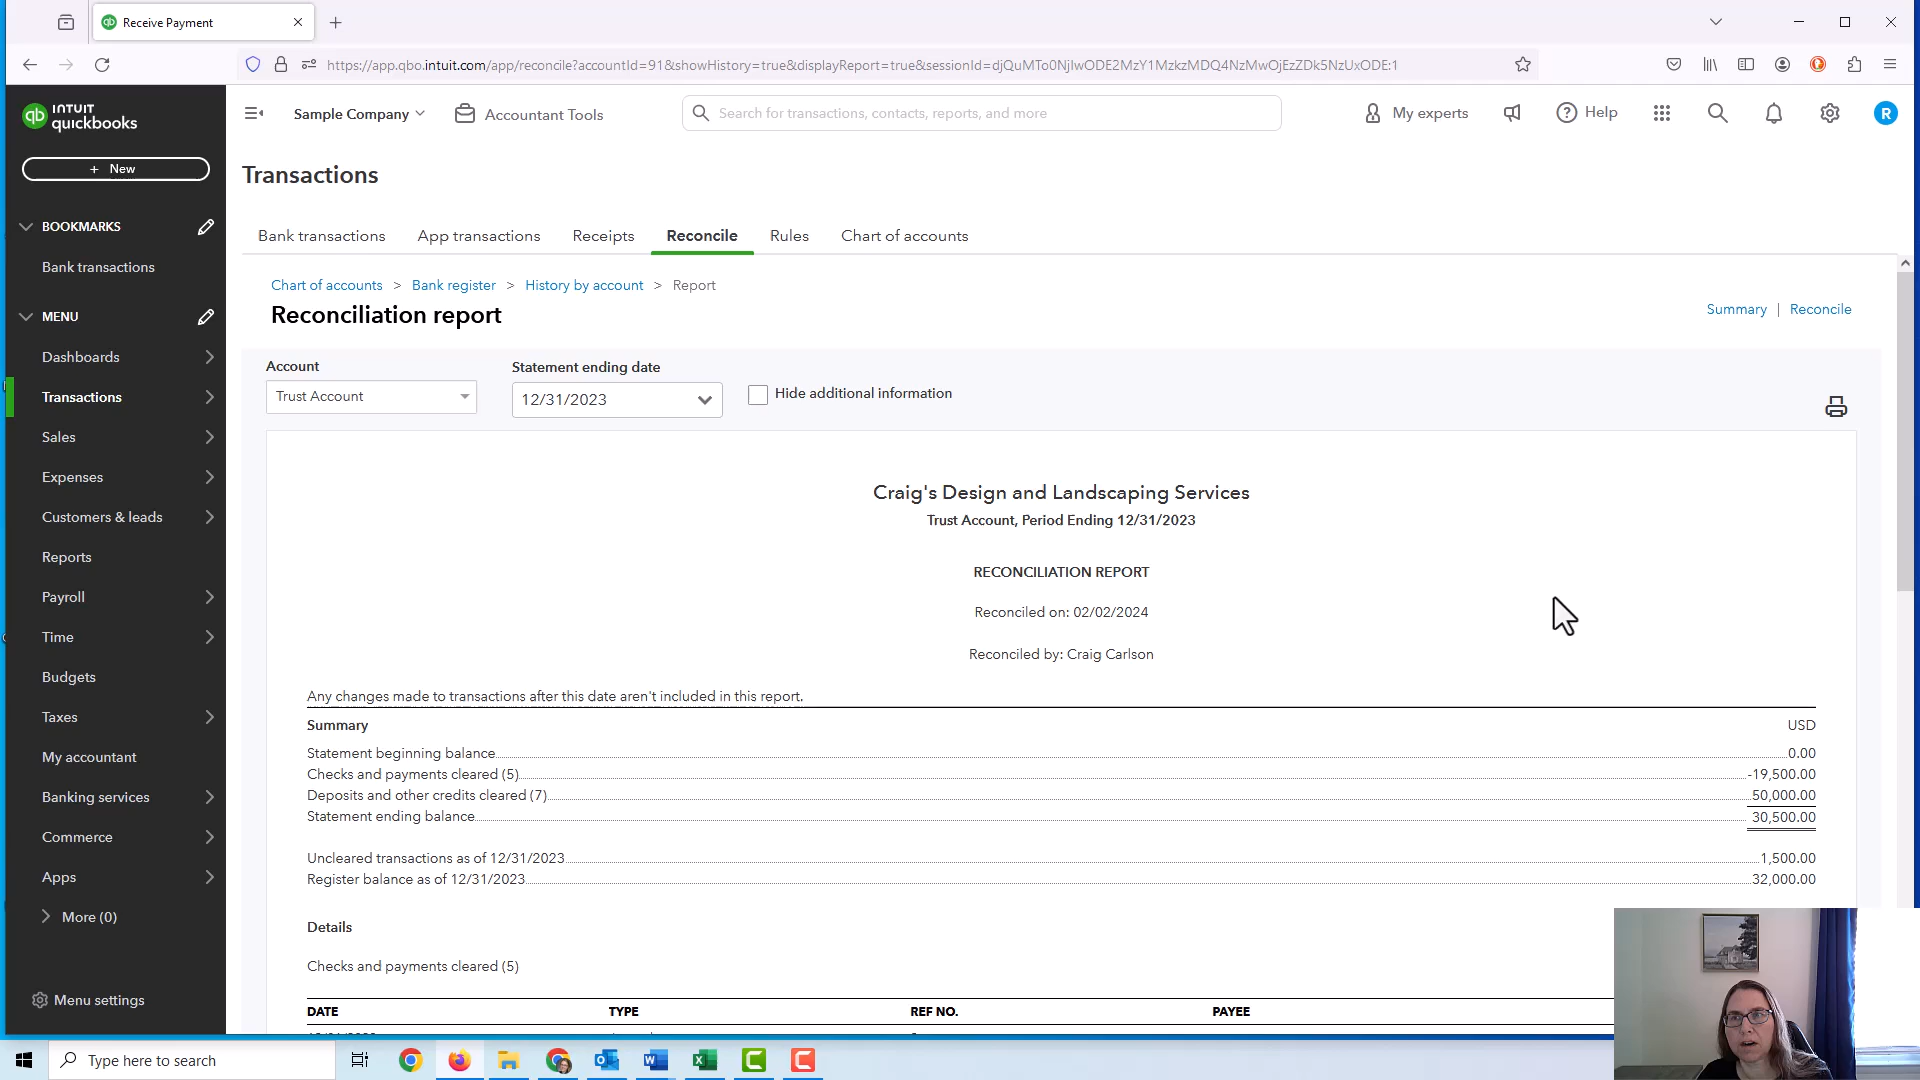 Receive Payment
https://app.qbo.intuit.com/app/reconcile?accountId=91&showHistory=true&displayReport=true&sessionId=djQuMTo0NjIwODE2MzY1MzkzMDQ4NzMwOjEzZDk5NzUxODE:1
INTUIT
quickbooks
Sample Company
Accountant Tools
Search for transactions, contacts, reports, and more
My experts
Help
R
+ New
BOOKMARKS
Bank transactions
MENU
Dashboards
Transactions
Sales
Expenses
Customers & leads
Reports
Payroll
Time
Budgets
Taxes
My accountant
Banking services
Commerce
Apps
More (0)
Menu settings
Transactions
Bank transactions App transactions Receipts Reconcile Rules Chart of accounts
Chart of accounts > Bank register > History by account > Report
Reconciliation report
Summary | Reconcile
Account
Trust Account
Statement ending date
12/31/2023
Hide additional information
Craig's Design and Landscaping Services
Trust Account, Period Ending 12/31/2023
RECONCILIATION REPORT
Reconciled on: 02/02/2024
Reconciled by: Craig Carlson
Any changes made to transactions after this date aren't included in this report.
Summary USD
Statement beginning balance 0.00
Checks and payments cleared (5) -19,500.00
Deposits and other credits cleared (7) 50,000.00
Statement ending balance 30,500.00
Uncleared transactions as of 12/31/2023 1,500.00
Register balance as of 12/31/2023 32,000.00
Details
Checks and payments cleared (5)
DATE TYPE REF NO. PAYEE
Type here to search